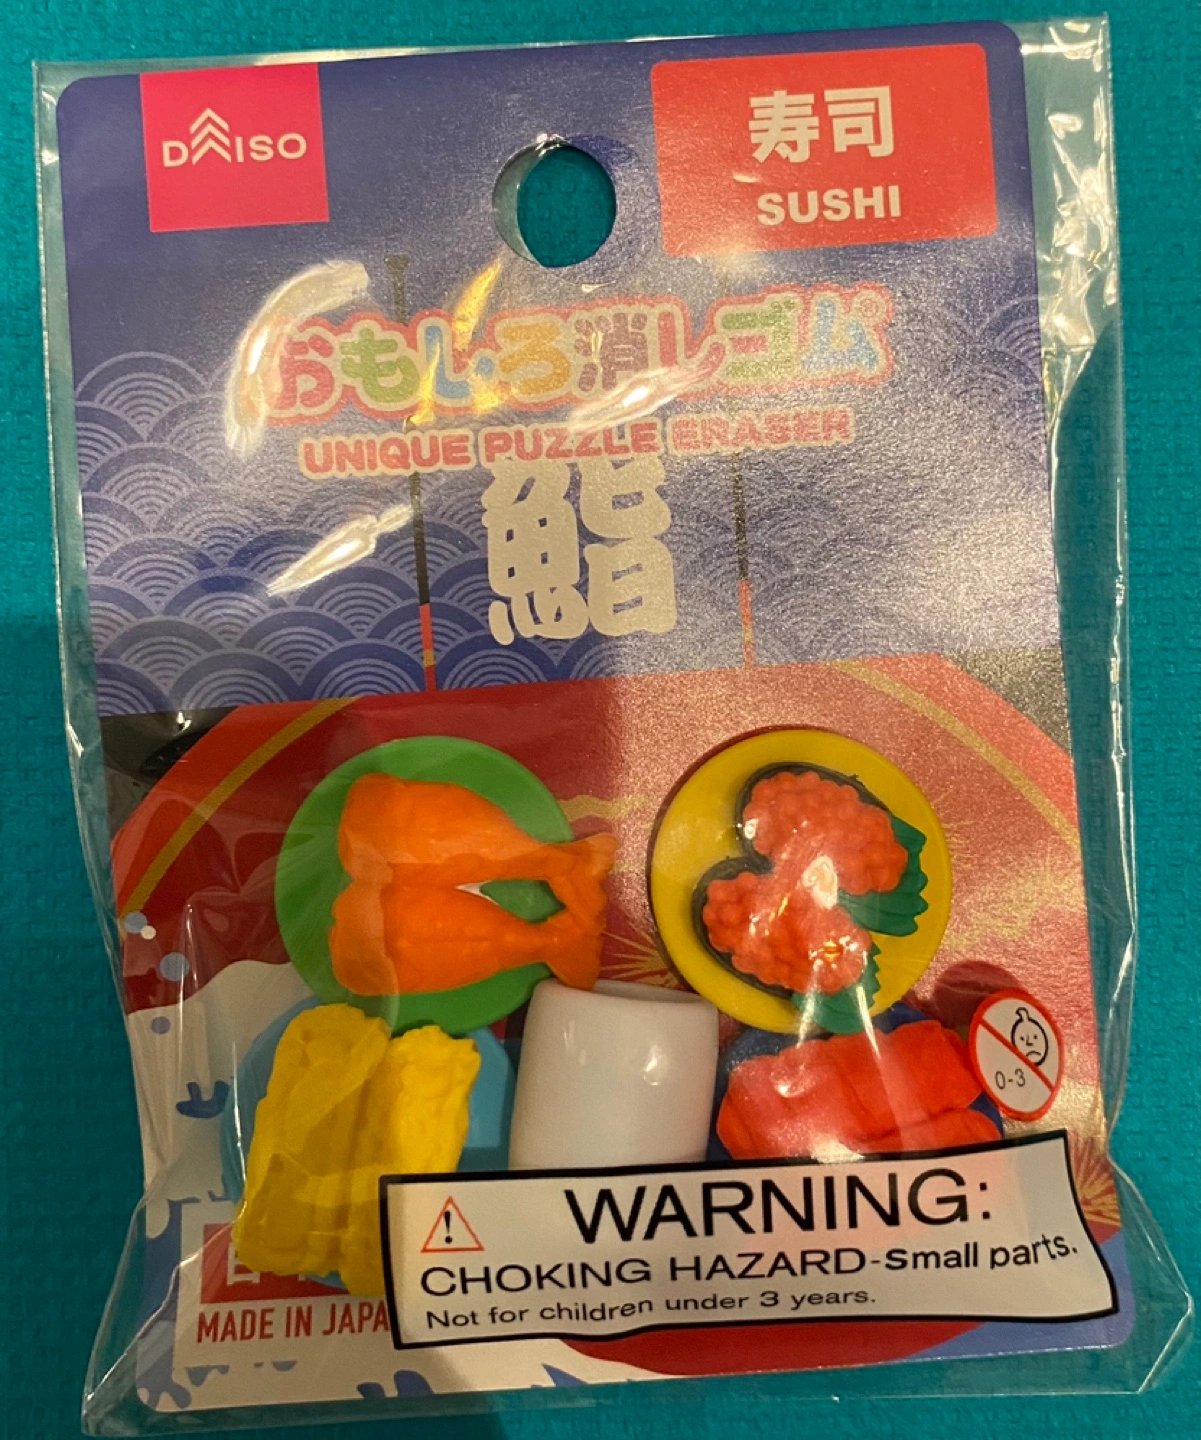 DAISO
寿司
SUSHI
おもしろ消しゴム®
UNIQUE PUZZLE ERASER
鮨
0-3
WARNING:
CHOKING HAZARD-Small parts.
Not for children under 3 years.
MADE IN JAPA